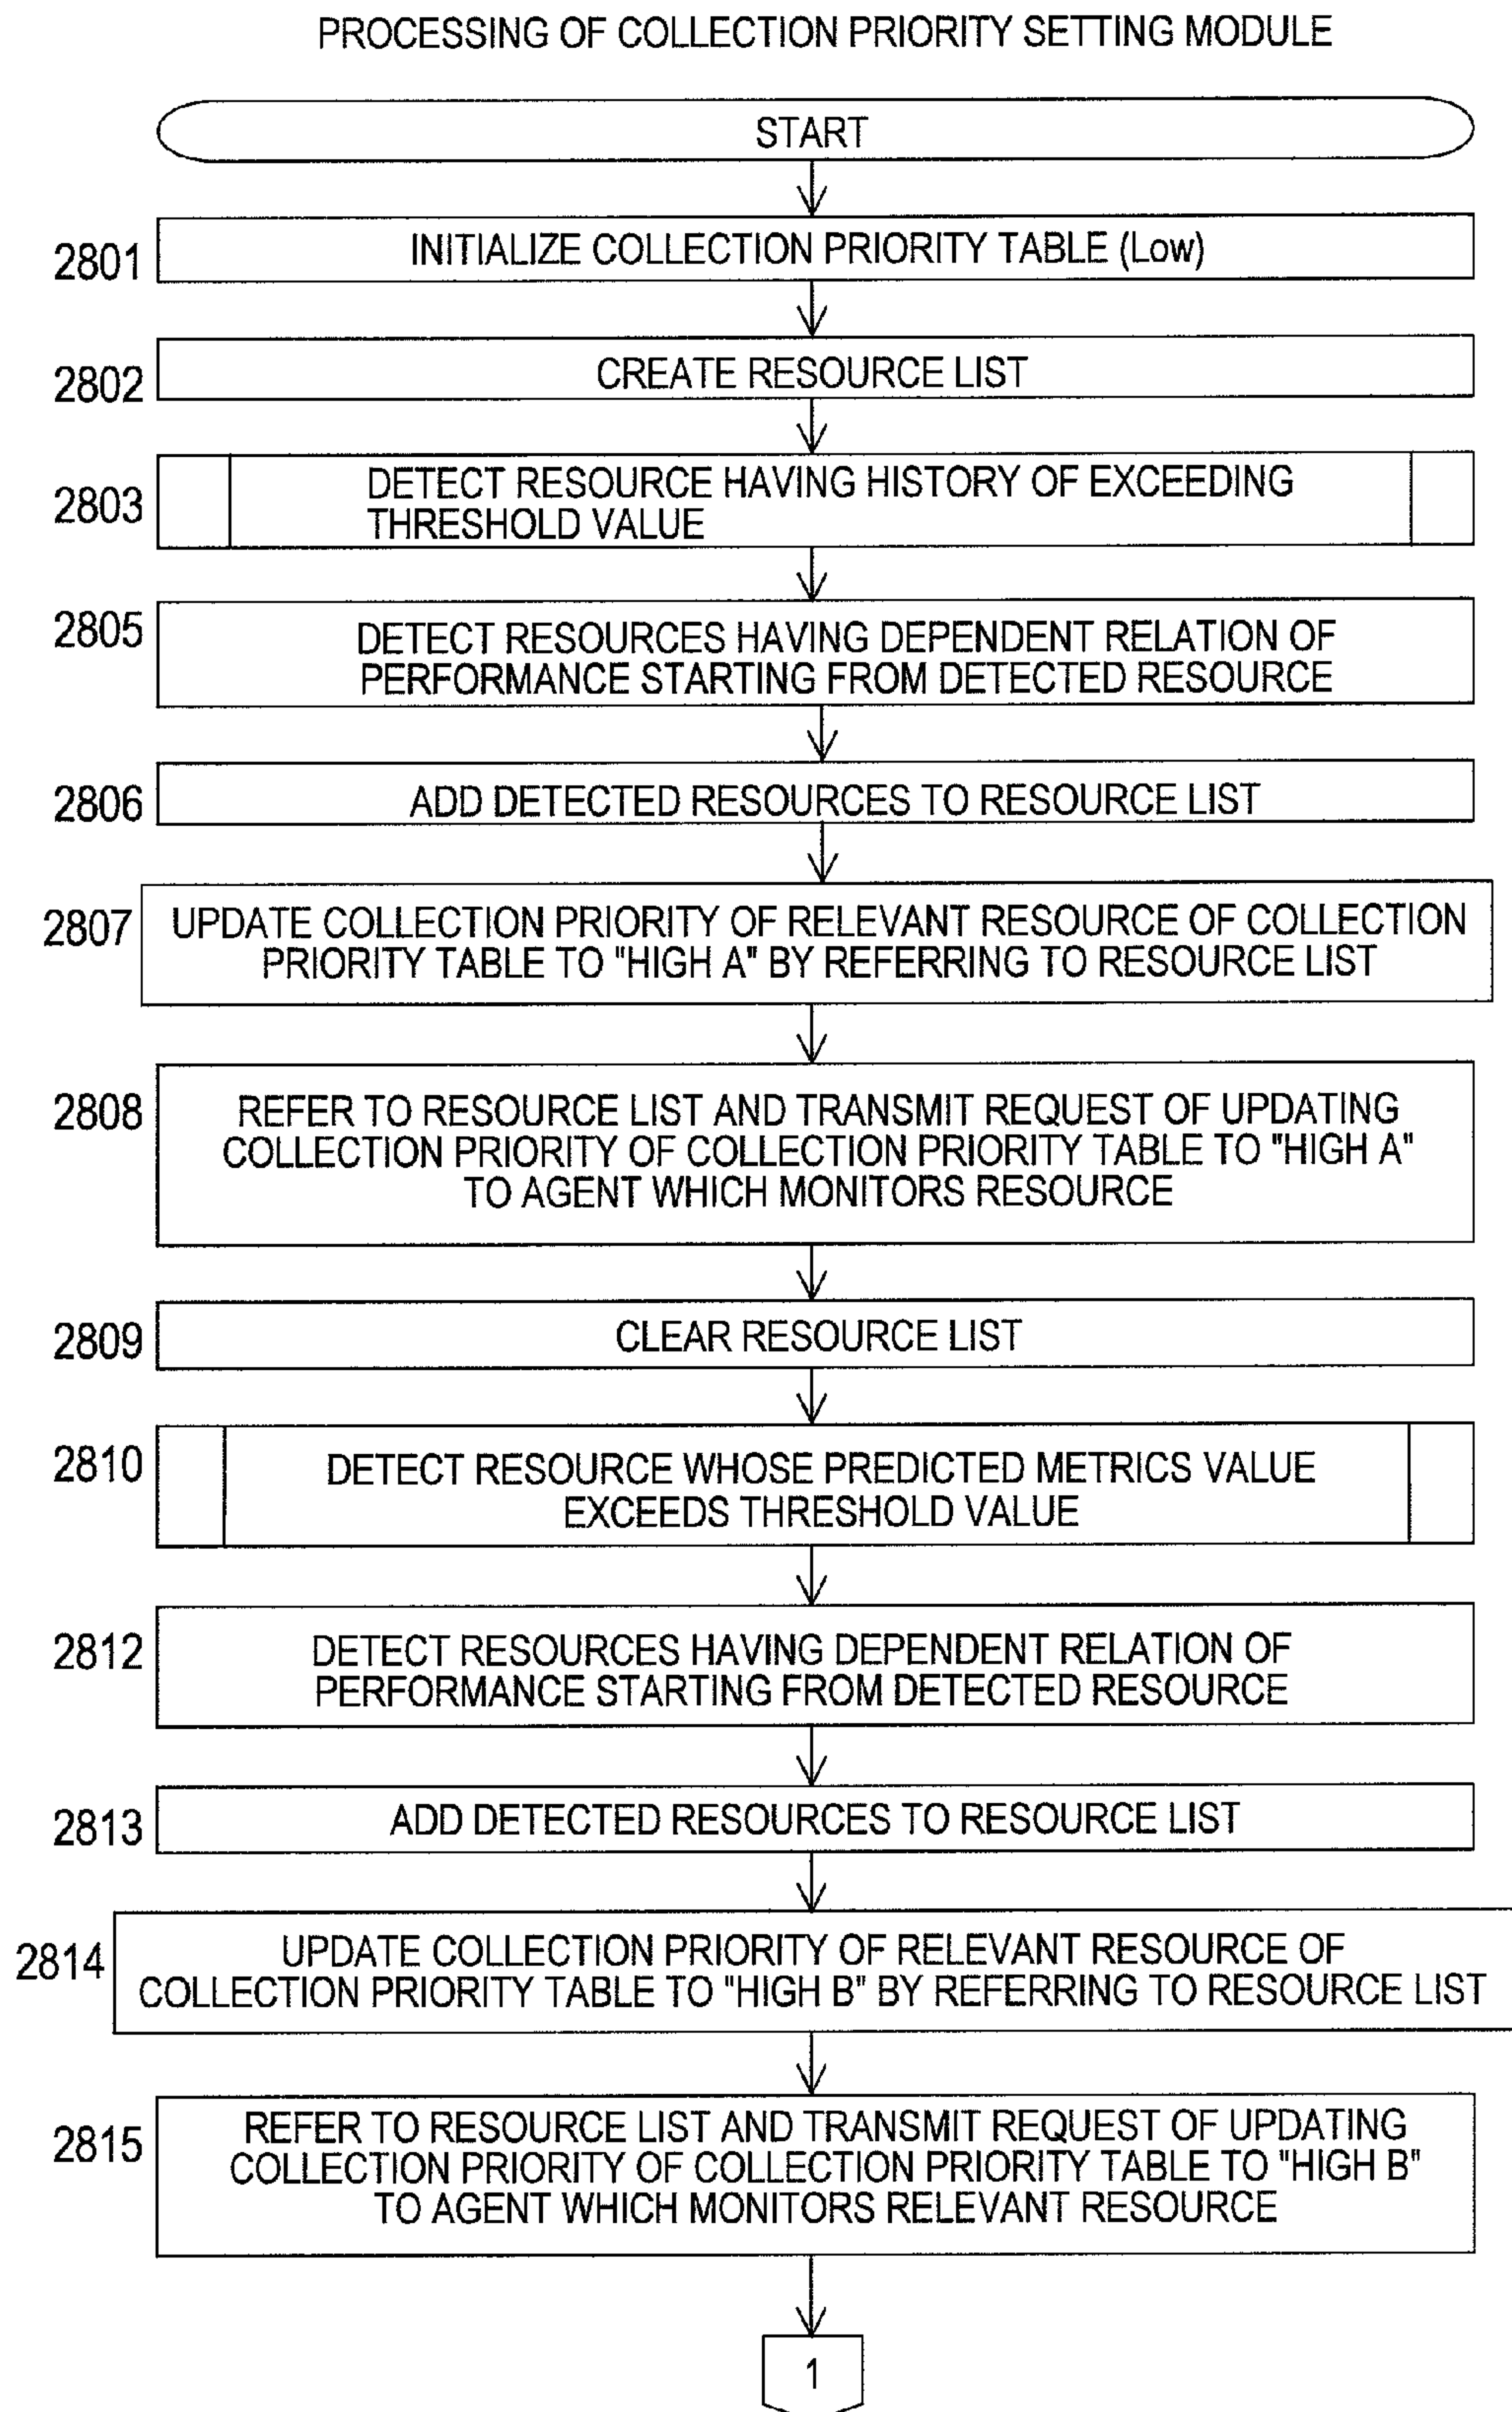 PROCESSING OF COLLECTION PRIORITY SETTING MODULE
START
2801
INITIALIZE COLLECTION PRIORITY TABLE (Low)
2802
CREATE RESOURCE LIST
2803
DETECT RESOURCE HAVING HISTORY OF EXCEEDING
THRESHOLD VALUE
2805
DETECT RESOURCES HAVING DEPENDENT RELATION OF
PERFORMANCE STARTING FROM DETECTED RESOURCE
2806
ADD DETECTED RESOURCES TO RESOURCE LIST
2807
UPDATE COLLECTION PRIORITY OF RELEVANT RESOURCE OF COLLECTION
PRIORITY TABLE TO "HIGH A" BY REFERRING TO RESOURCE LIST
2808
REFER TO RESOURCE LIST AND TRANSMIT REQUEST OF UPDATING
COLLECTION PRIORITY OF COLLECTION PRIORITY TABLE TO "HIGH A"
TO AGENT WHICH MONITORS RESOURCE
2809
CLEAR RESOURCE LIST
2810
DETECT RESOURCE WHOSE PREDICTED METRICS VALUE
EXCEEDS THRESHOLD VALUE
2812
DETECT RESOURCES HAVING DEPENDENT RELATION OF
PERFORMANCE STARTING FROM DETECTED RESOURCE
2813
ADD DETECTED RESOURCES TO RESOURCE LIST
2814
UPDATE COLLECTION PRIORITY OF RELEVANT RESOURCE OF
COLLECTION PRIORITY TABLE TO "HIGH B" BY REFERRING TO RESOURCE LIST
2815
REFER TO RESOURCE LIST AND TRANSMIT REQUEST OF UPDATING
COLLECTION PRIORITY OF COLLECTION PRIORITY TABLE TO "HIGH B"
TO AGENT WHICH MONITORS RELEVANT RESOURCE
1